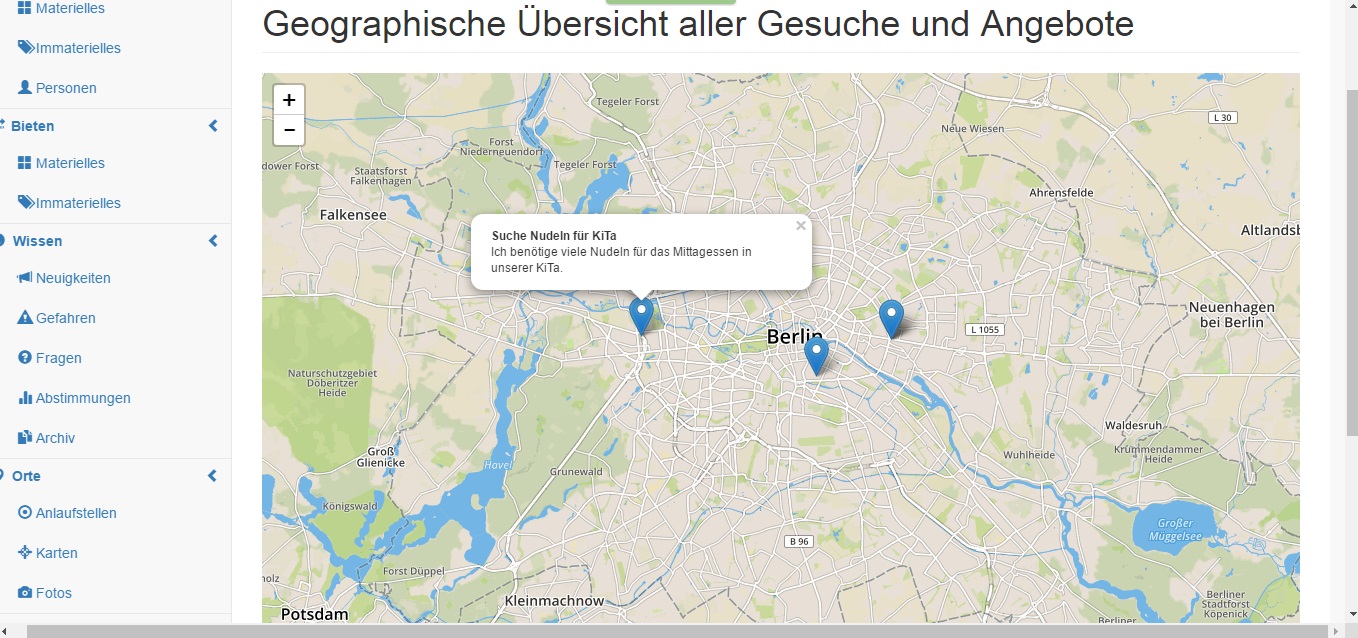 Materielles
Immaterielles
Personen
Bieten
Materielles
Immaterielles
Wissen
Neuigkeiten
Gefahren
Fragen
Abstimmungen
Archiv
Orte
Anlaufstellen
Karten
Fotos
Geographische Übersicht aller Gesuche und Angebote
+
−
Tegeler Forst
L 30
Neue Wiesen
Forst
Niederneuendorf
Tegeler Forst
dower Forst
Staatsforst
Falkenhagen
Ahrensfelde
Falkensee
Altlandsb
Suche Nudeln für KiTa
Ich benötige viele Nudeln für das Mittagessen in
unserer KiTa.
×
Neuenhagen
bei Berlin
L 1055
Berlin
Naturschutzgebiet
Döberitzer
Heide
Waldesruh
Groß
Glienicke
Krummendammer
Heide
Wuhlheide
Havel
Grunewald
Königswald
Großer
Müggelsee
B 96
Forst Düppel
holz
Kleinmachnow
Berliner
Stadtforst
Köpenick
Potsdam
Berliner